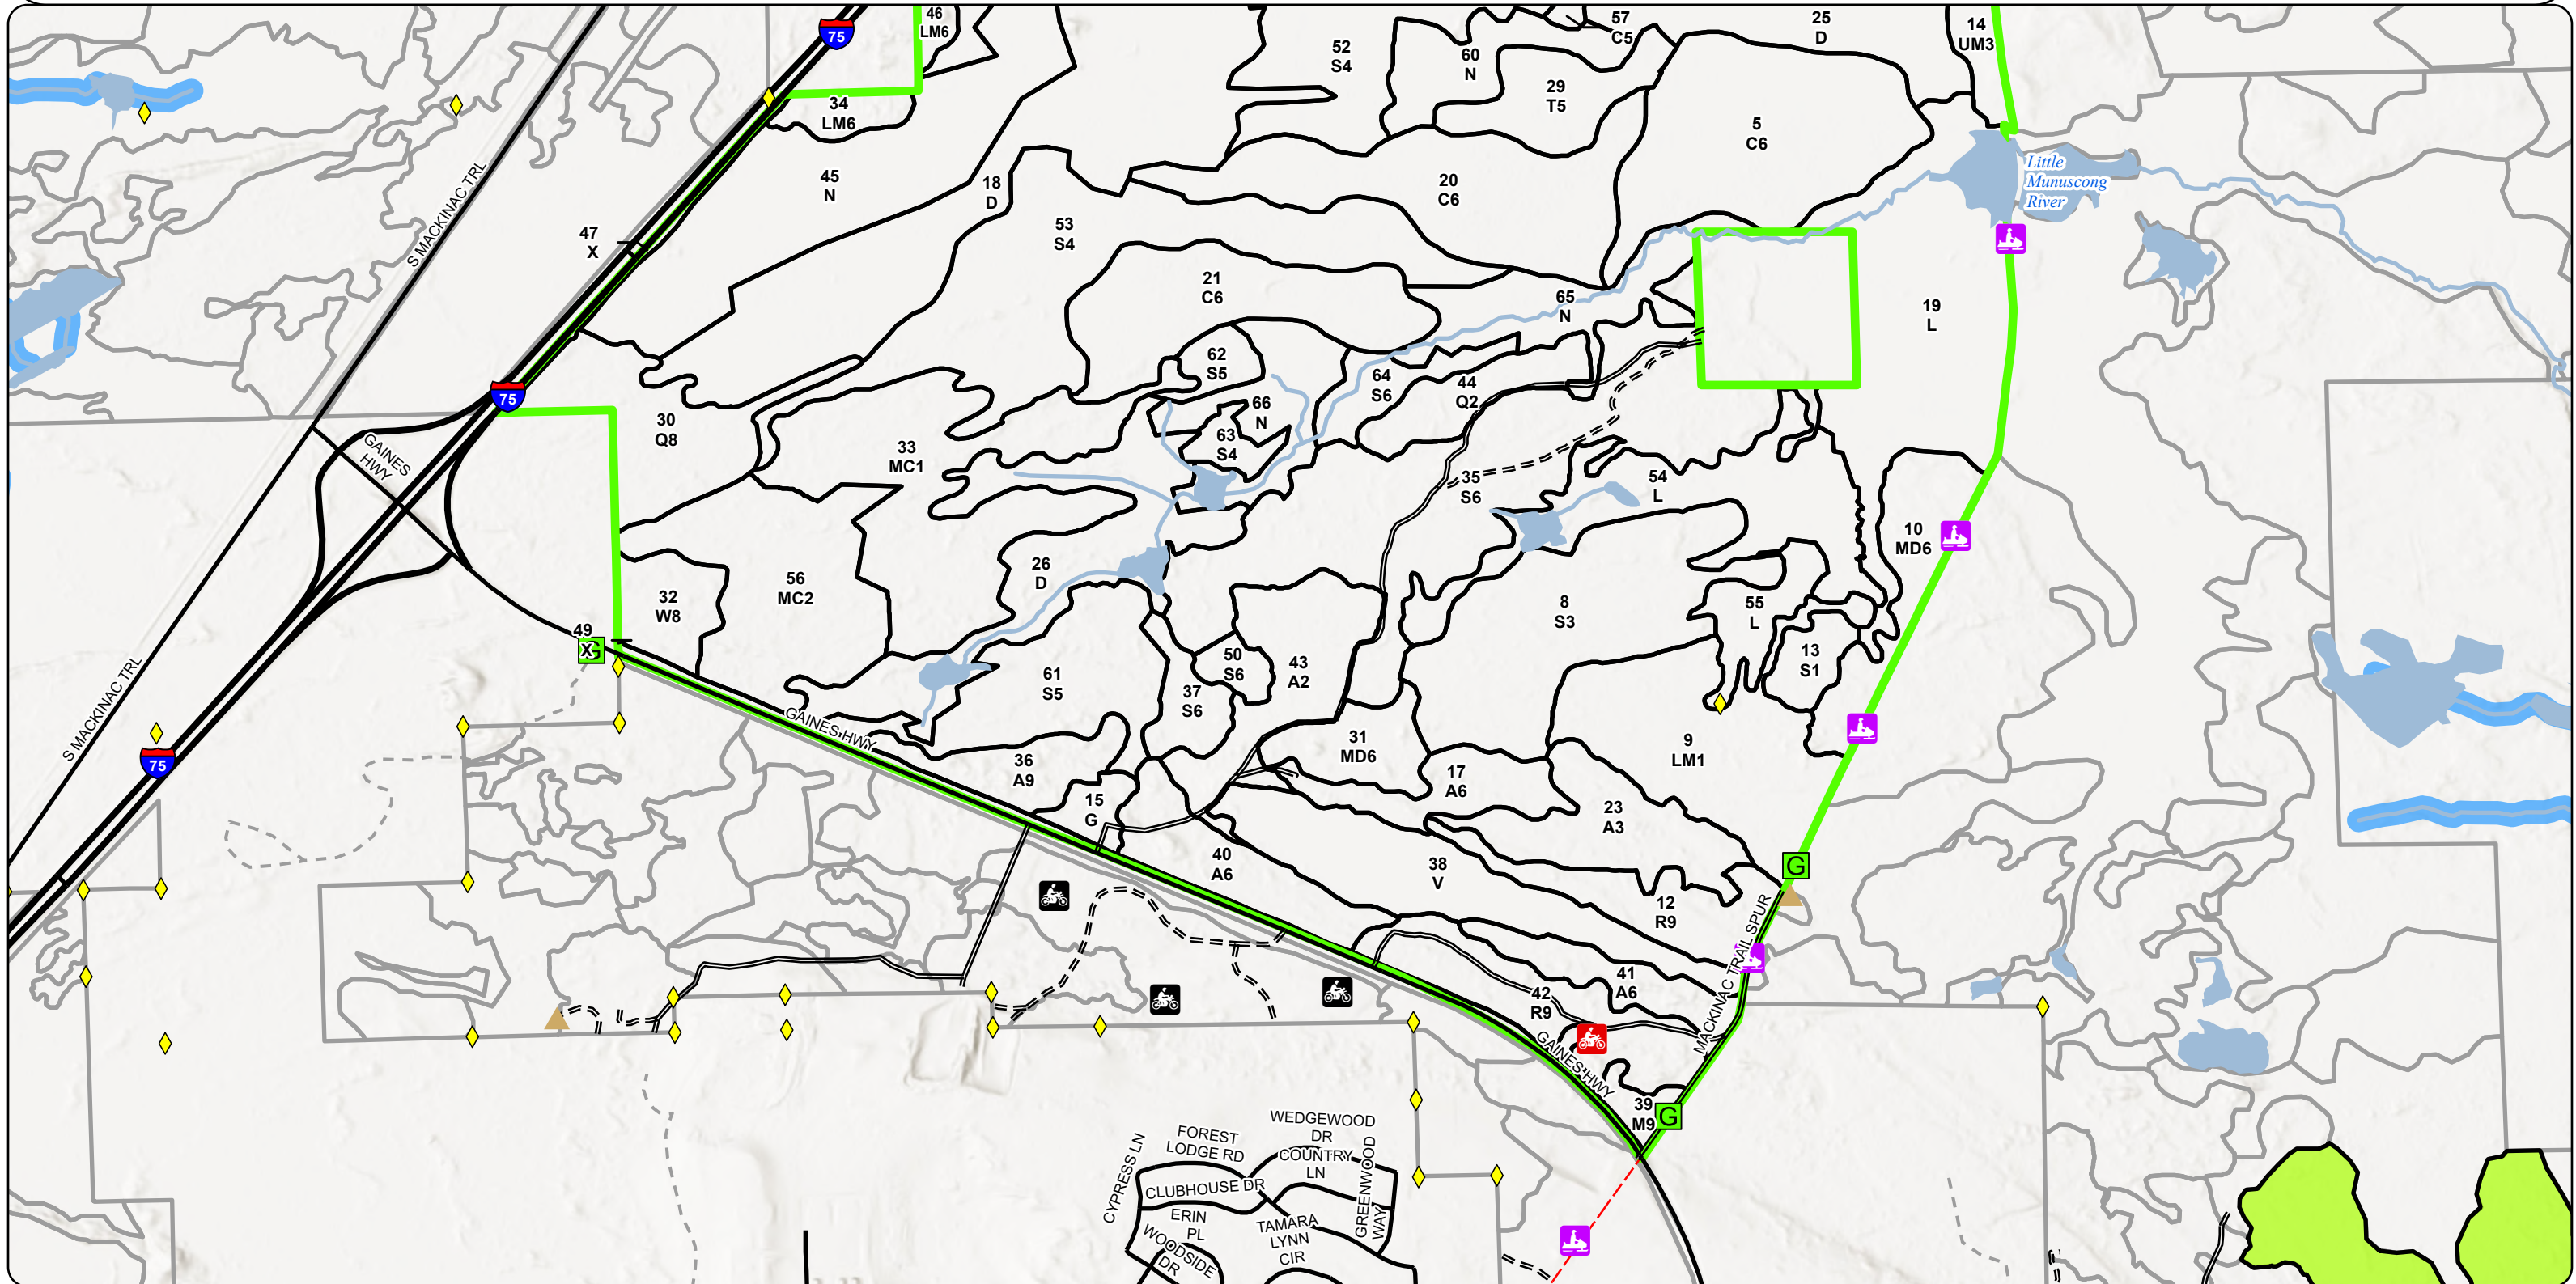 46
LM6
75
52
S4
60
N
57
C5
25
D
14
UM3
29
T5
34
LM6
5
C6
Little
Munuscong
River
45
N
18
D
20
C6
S MACKINAC TRL
47
X
53
S4
21
C6
65
N
19
L
62
S5
64
S6
44
Q2
75
66
N
63
S4
30
Q8
GAINES
HWY
33
MC1
35
S6
54
L
10
MD6
26
D
56
MC2
32
W8
8
S3
55
L
49
X
G
13
S1
50
S6
43
A2
61
S5
37
S6
S MACKINAC TRL
GAINES HWY
31
MD6
9
LM1
75
36
A9
17
A6
15
G
23
A3
40
A6
38
V
G
12
R9
MACKINAC TRAIL SPUR
41
A6
42
R9
GAINES HWY
39
M9
G
WEDGEWOOD
DR
FOREST
LODGE RD
COUNTRY
LN
CYPRESS LN
GREENWOOD
WAY
CLUBHOUSE DR
ERIN
PL
TAMARA
LYNN
CIR
WOODSIDE
DR